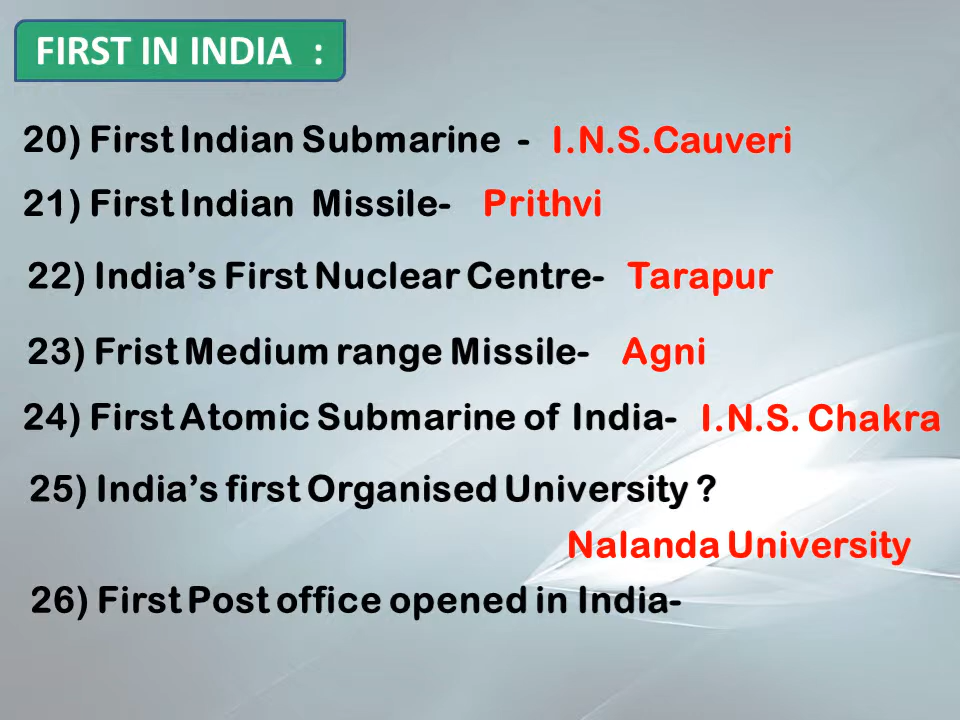 FIRST IN INDIA :
20) First Indian Submarine - I.N.S.Cauveri
21) First Indian Missile- Prithvi
22) India’s First Nuclear Centre- Tarapur
23) Frist Medium range Missile- Agni
24) First Atomic Submarine of India- I.N.S. Chakra
25) India’s first Organised University ?
Nalanda University
26) First Post office opened in India-